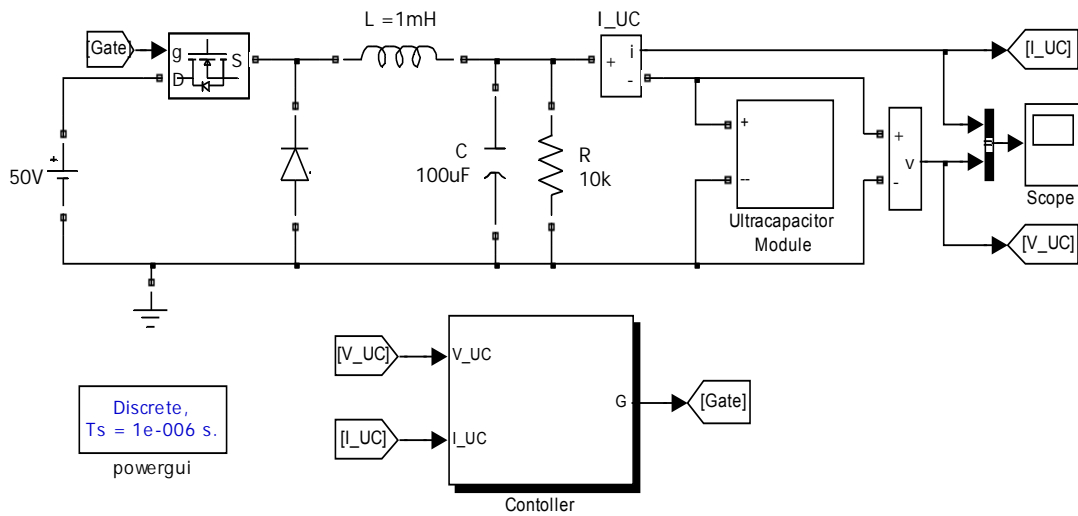 L =1mH
I_UC
[Gate]
g
S
D
+
i
-
[I_UC]
50V
+
C
100uF
R
10k
+
--
Ultracapacitor
Module
+
v
-
Scope
[V_UC]
[V_UC]
V_UC
G
[Gate]
[I_UC]
I_UC
Contoller
Discrete,
Ts = 1e-006 s.
powergui